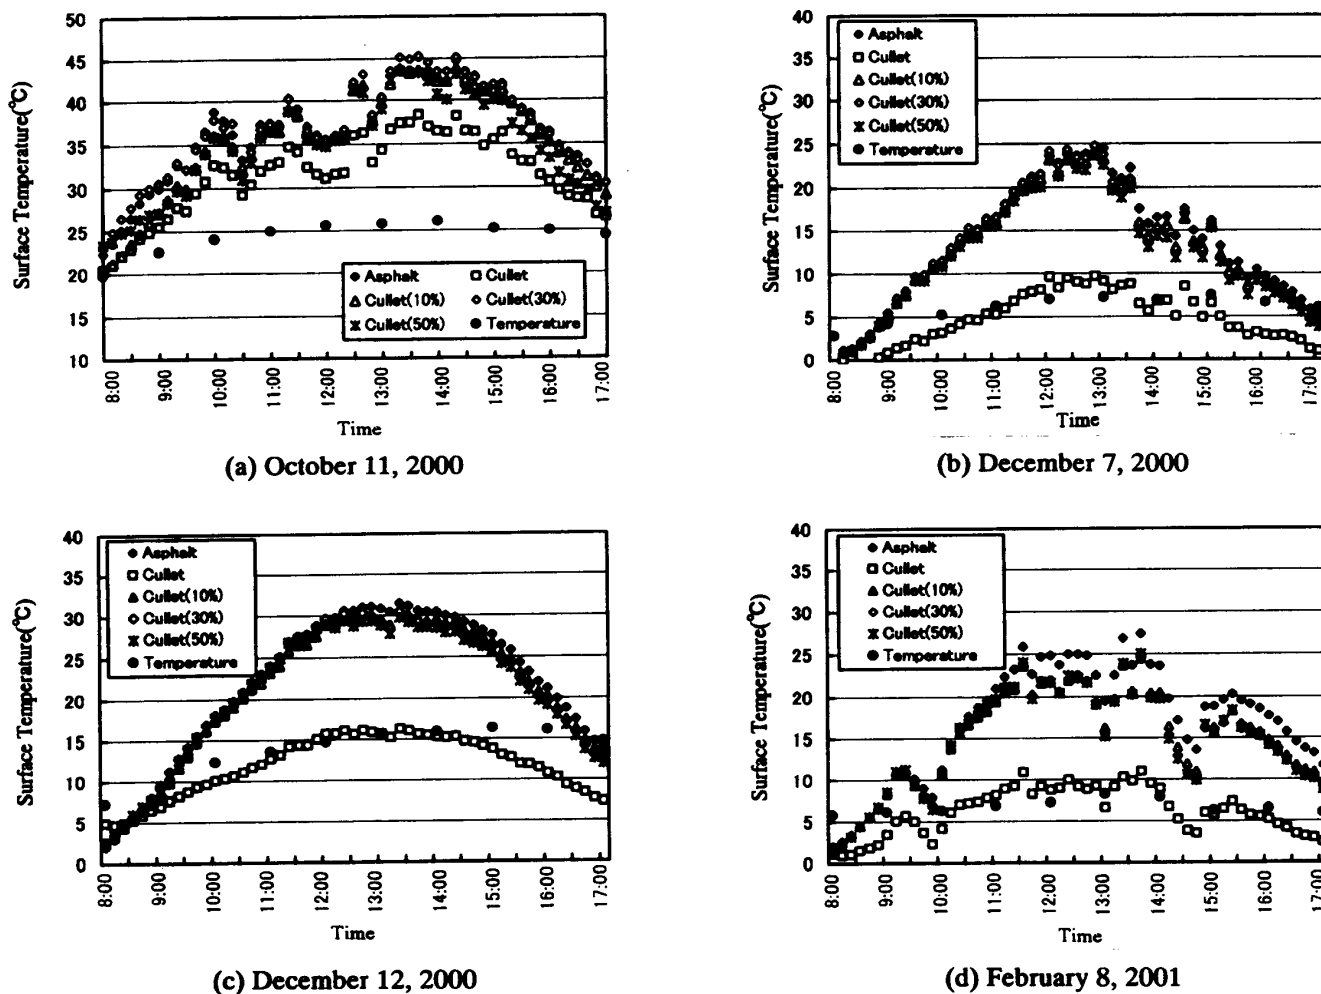 50
45
40
35
30
25
20
15
10
Surface Temperature(℃)
Asphalt
Cullet
Cullet(10%)
Cullet(30%)
Cullet(50%)
Temperature
8:00
9:00
10:00
11:00
12:00
13:00
14:00
15:00
16:00
17:00
Time
(a) October 11, 2000
40
35
30
25
20
15
10
5
0
Surface Temperature(℃)
Asphalt
Cullet
Cullet(10%)
Cullet(30%)
Cullet(50%)
Temperature
8:00
9:00
10:00
11:00
12:00
13:00
14:00
15:00
16:00
17:00
Time
(b) December 7, 2000
40
35
30
25
20
15
10
5
0
Surface Temperature(℃)
Asphalt
Cullet
Cullet(10%)
Cullet(30%)
Cullet(50%)
Temperature
8:00
9:00
10:00
11:00
12:00
13:00
14:00
15:00
16:00
17:00
Time
(c) December 12, 2000
40
35
30
25
20
15
10
5
0
Surface Temperature(℃)
Asphalt
Cullet
Cullet(10%)
Cullet(30%)
Cullet(50%)
Temperature
8:00
9:00
10:00
11:00
12:00
13:00
14:00
15:00
16:00
17:00
Time
(d) February 8, 2001